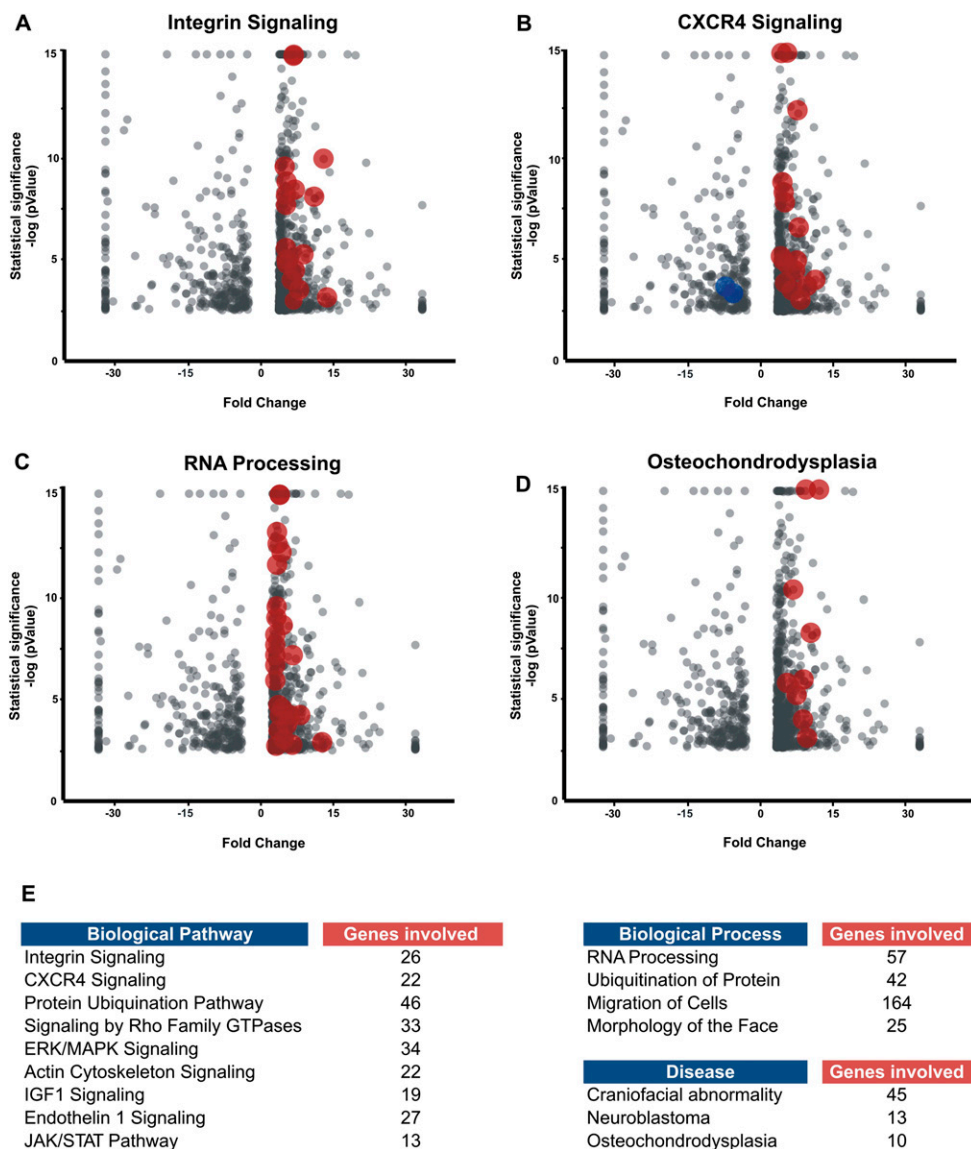 A
Integrin Signaling
Statistical significance
-log (pValue)
15
10
5
0
-30
-15
0
15
30
Fold Change
B
CXCR4 Signaling
Statistical significance
-log (pValue)
15
10
5
0
-30
-15
0
15
30
Fold Change
C
RNA Processing
Statistical significance
-log (pValue)
15
10
5
0
-30
-15
0
15
30
Fold Change
D
Osteochondrodysplasia
Statistical significance
-log (pValue)
15
10
5
0
-30
-15
0
15
30
Fold Change
E
Biological Pathway Genes involved
Integrin Signaling 26
CXCR4 Signaling 22
Protein Ubiquination Pathway 46
Signaling by Rho Family GTPases 33
ERK/MAPK Signaling 34
Actin Cytoskeleton Signaling 22
IGF1 Signaling 19
Endothelin 1 Signaling 27
JAK/STAT Pathway 13
Biological Process Genes involved
RNA Processing 57
Ubiquitination of Protein 42
Migration of Cells 164
Morphology of the Face 25
Disease Genes involved
Craniofacial abnormality 45
Neuroblastoma 13
Osteochondrodysplasia 10